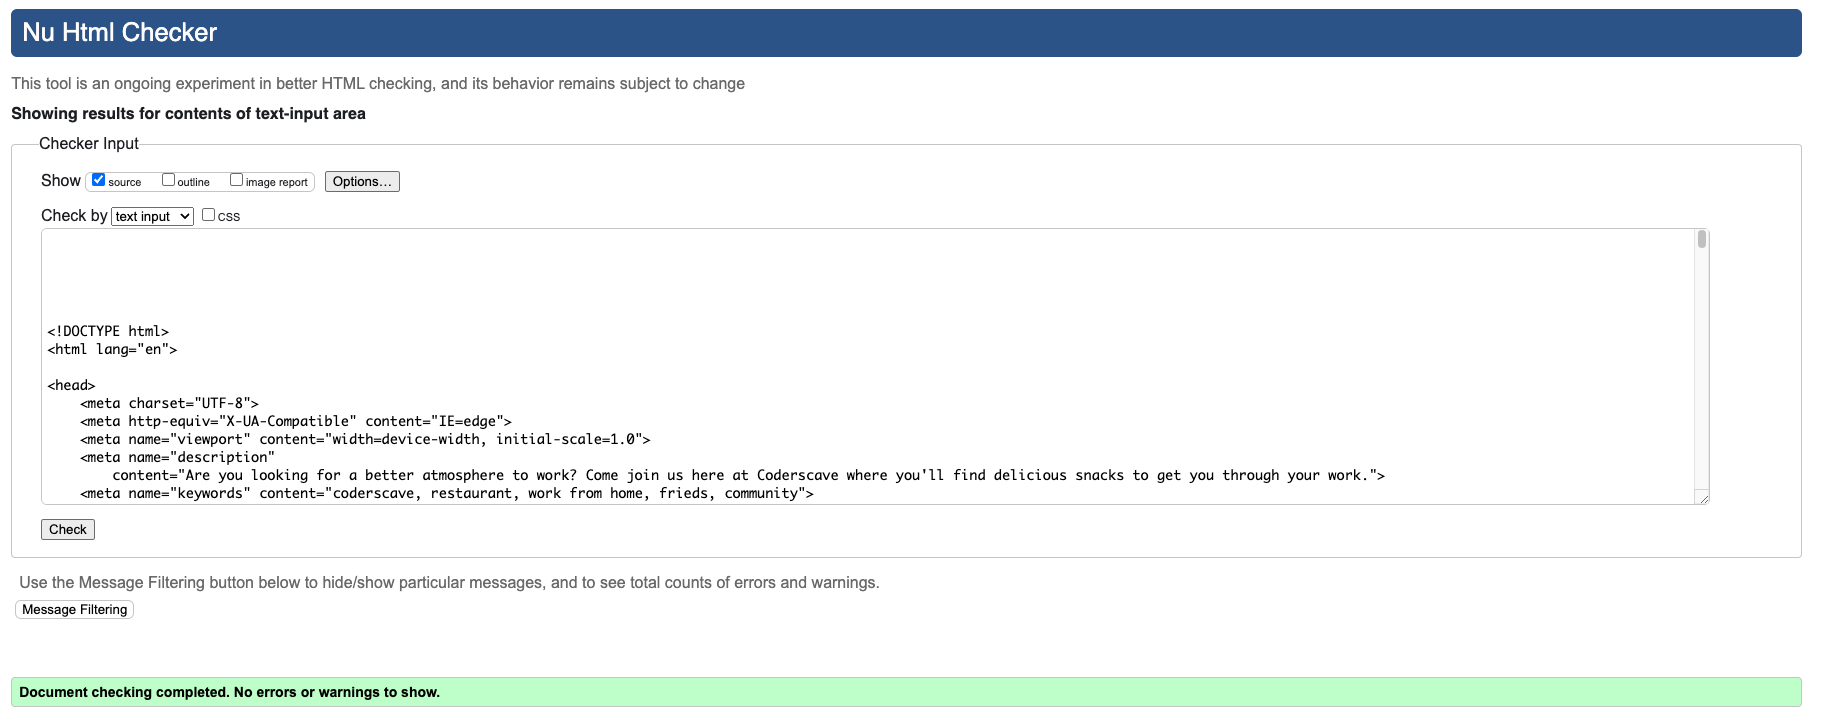 Nu Html Checker
This tool is an ongoing experiment in better HTML checking, and its behavior remains subject to change
Showing results for contents of text-input area
Checker Input
Show source outline image report Options...
Check by text input css
<!DOCTYPE html>
<html lang="en">
<head>
<meta charset="UTF-8">
<meta http-equiv="X-UA-Compatible" content="IE=edge">
<meta name="viewport" content="width=device-width, initial-scale=1.0">
<meta name="description"
content="Are you looking for a better atmosphere to work? Come join us here at Coderscave where you'll find delicious snacks to get you through your work.">
<meta name="keywords" content="coderscave, restaurant, work from home, frieds, community">
Check
Use the Message Filtering button below to hide/show particular messages, and to see total counts of errors and warnings.
Message Filtering
Document checking completed. No errors or warnings to show.